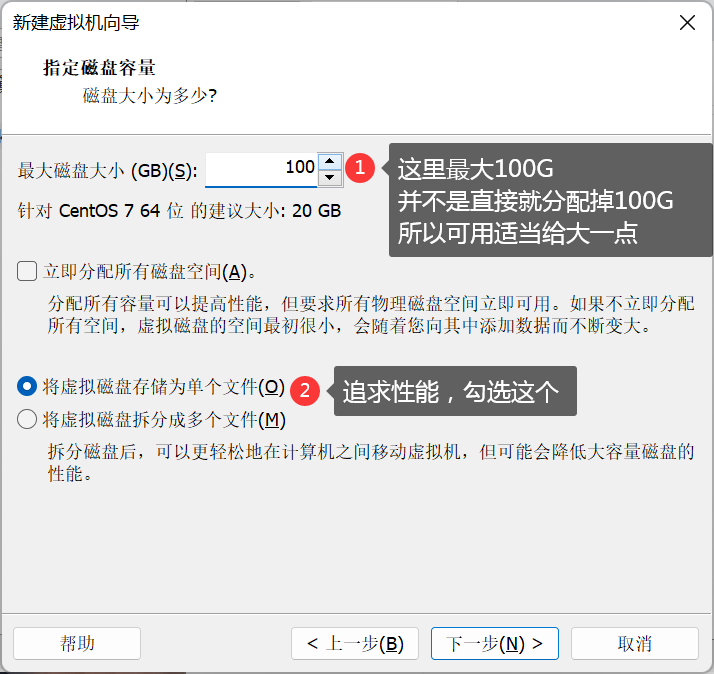 新建虚拟机向导
指定磁盘容量
磁盘大小为多少?
最大磁盘大小 (GB)(S): 100
1
这里最大100G
并不是直接就分配掉100G
所以可用适当给大一点
针对 CentOS 7 64 位 的建议大小: 20 GB
立即分配所有磁盘空间(A)。
分配所有容量可以提高性能，但要求所有物理磁盘空间立即可用。如果不立即分配
所有空间，虚拟磁盘的空间最初很小，会随着您向其中添加数据而不断变大。
将虚拟磁盘存储为单个文件(O)
2
追求性能，勾选这个
将虚拟磁盘拆分成多个文件(M)
拆分磁盘后，可以更轻松地在计算机之间移动虚拟机，但可能会降低大容量磁盘的
性能。
帮助
< 上一步(B)
下一步(N) >
取消